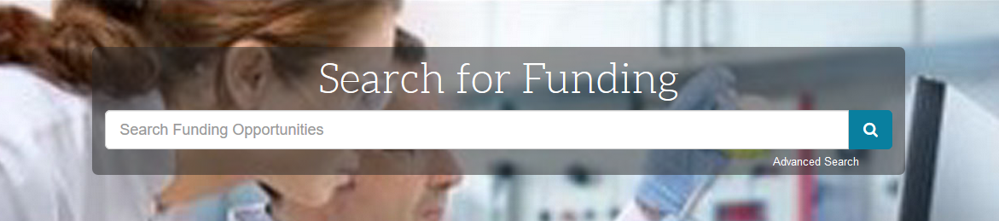 Search for Funding
Search Funding Opportunities
Advanced Search